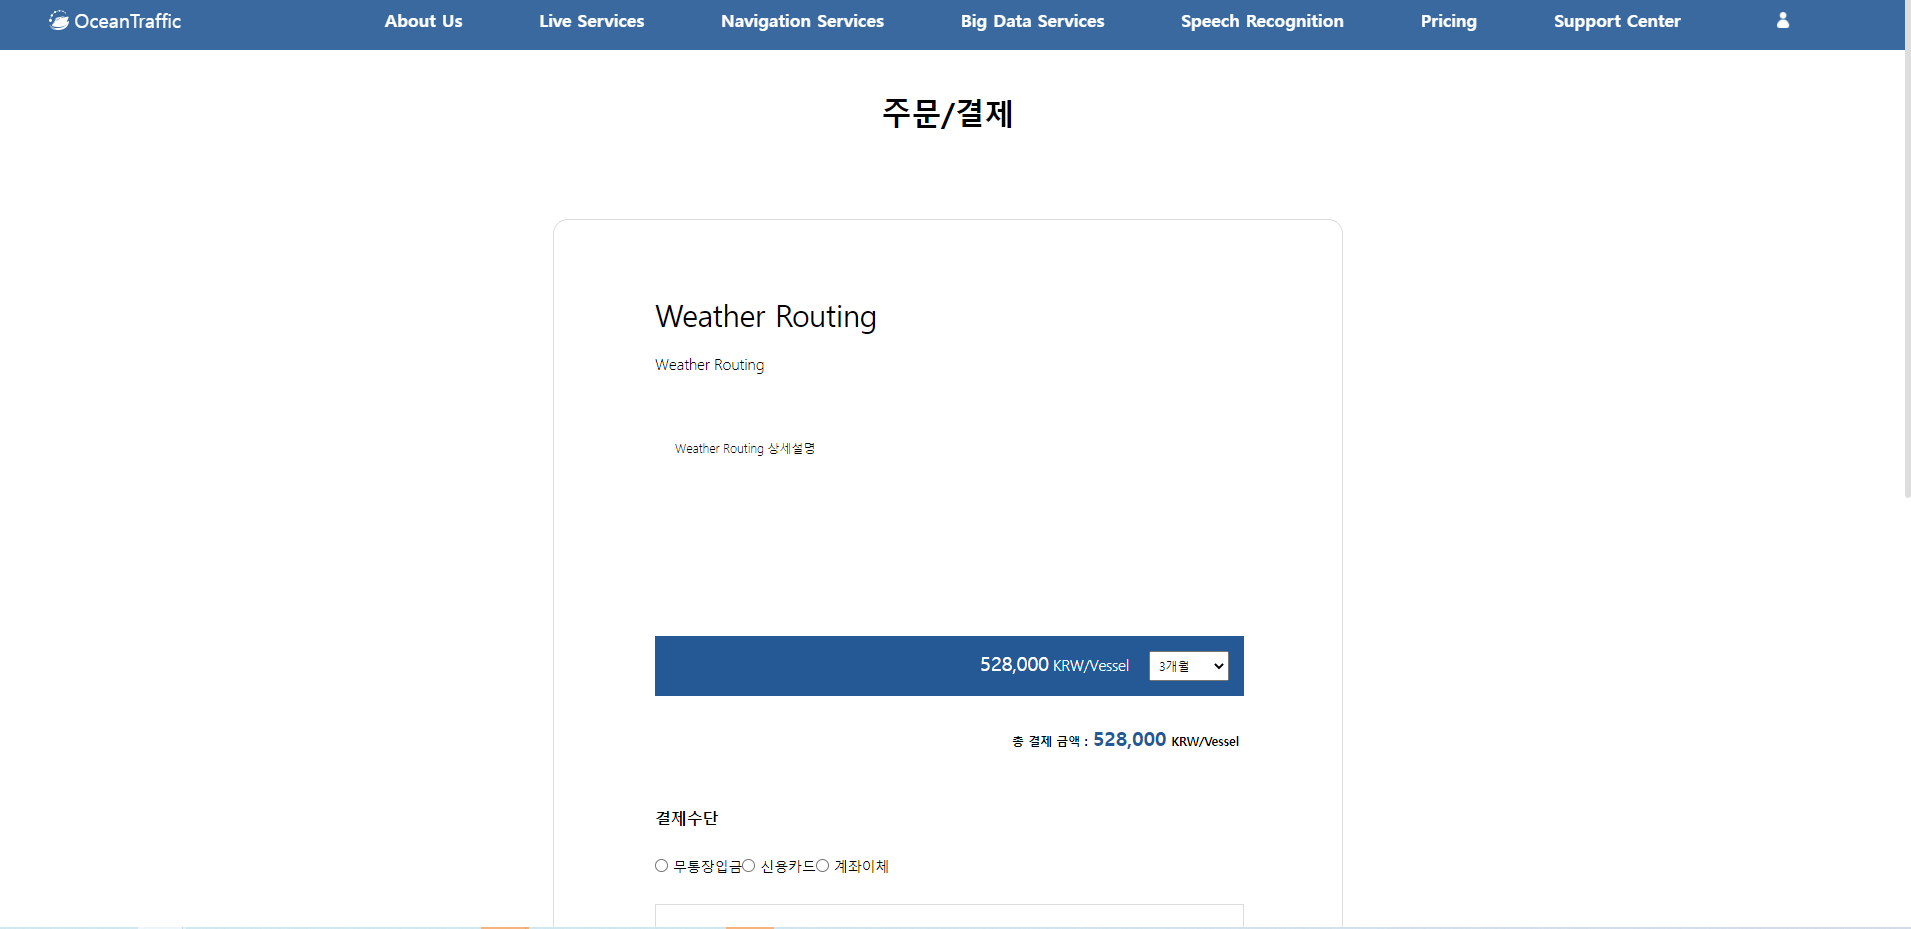 OceanTraffic About Us Live Services Navigation Services Big Data Services Speech Recognition Pricing Support Center
주문/결제
Weather Routing
Weather Routing
Weather Routing 상세설명
528,000 KRW/Vessel 3개월
총 결제 금액 : 528,000 KRW/Vessel
결제수단
무통장입금 신용카드 계좌이체